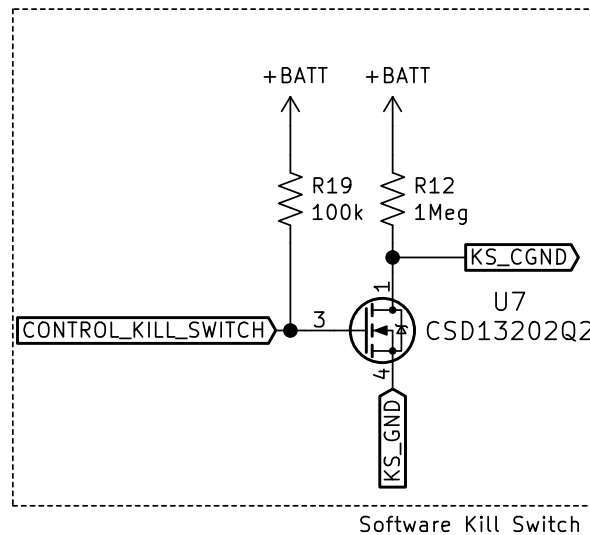 +BATT +BATT
R19
100k
R12
1Meg
KS_CGND
1
U7
CSD13202Q2
CONTROL_KILL_SWITCH
3
4
KS_GND
Software Kill Switch